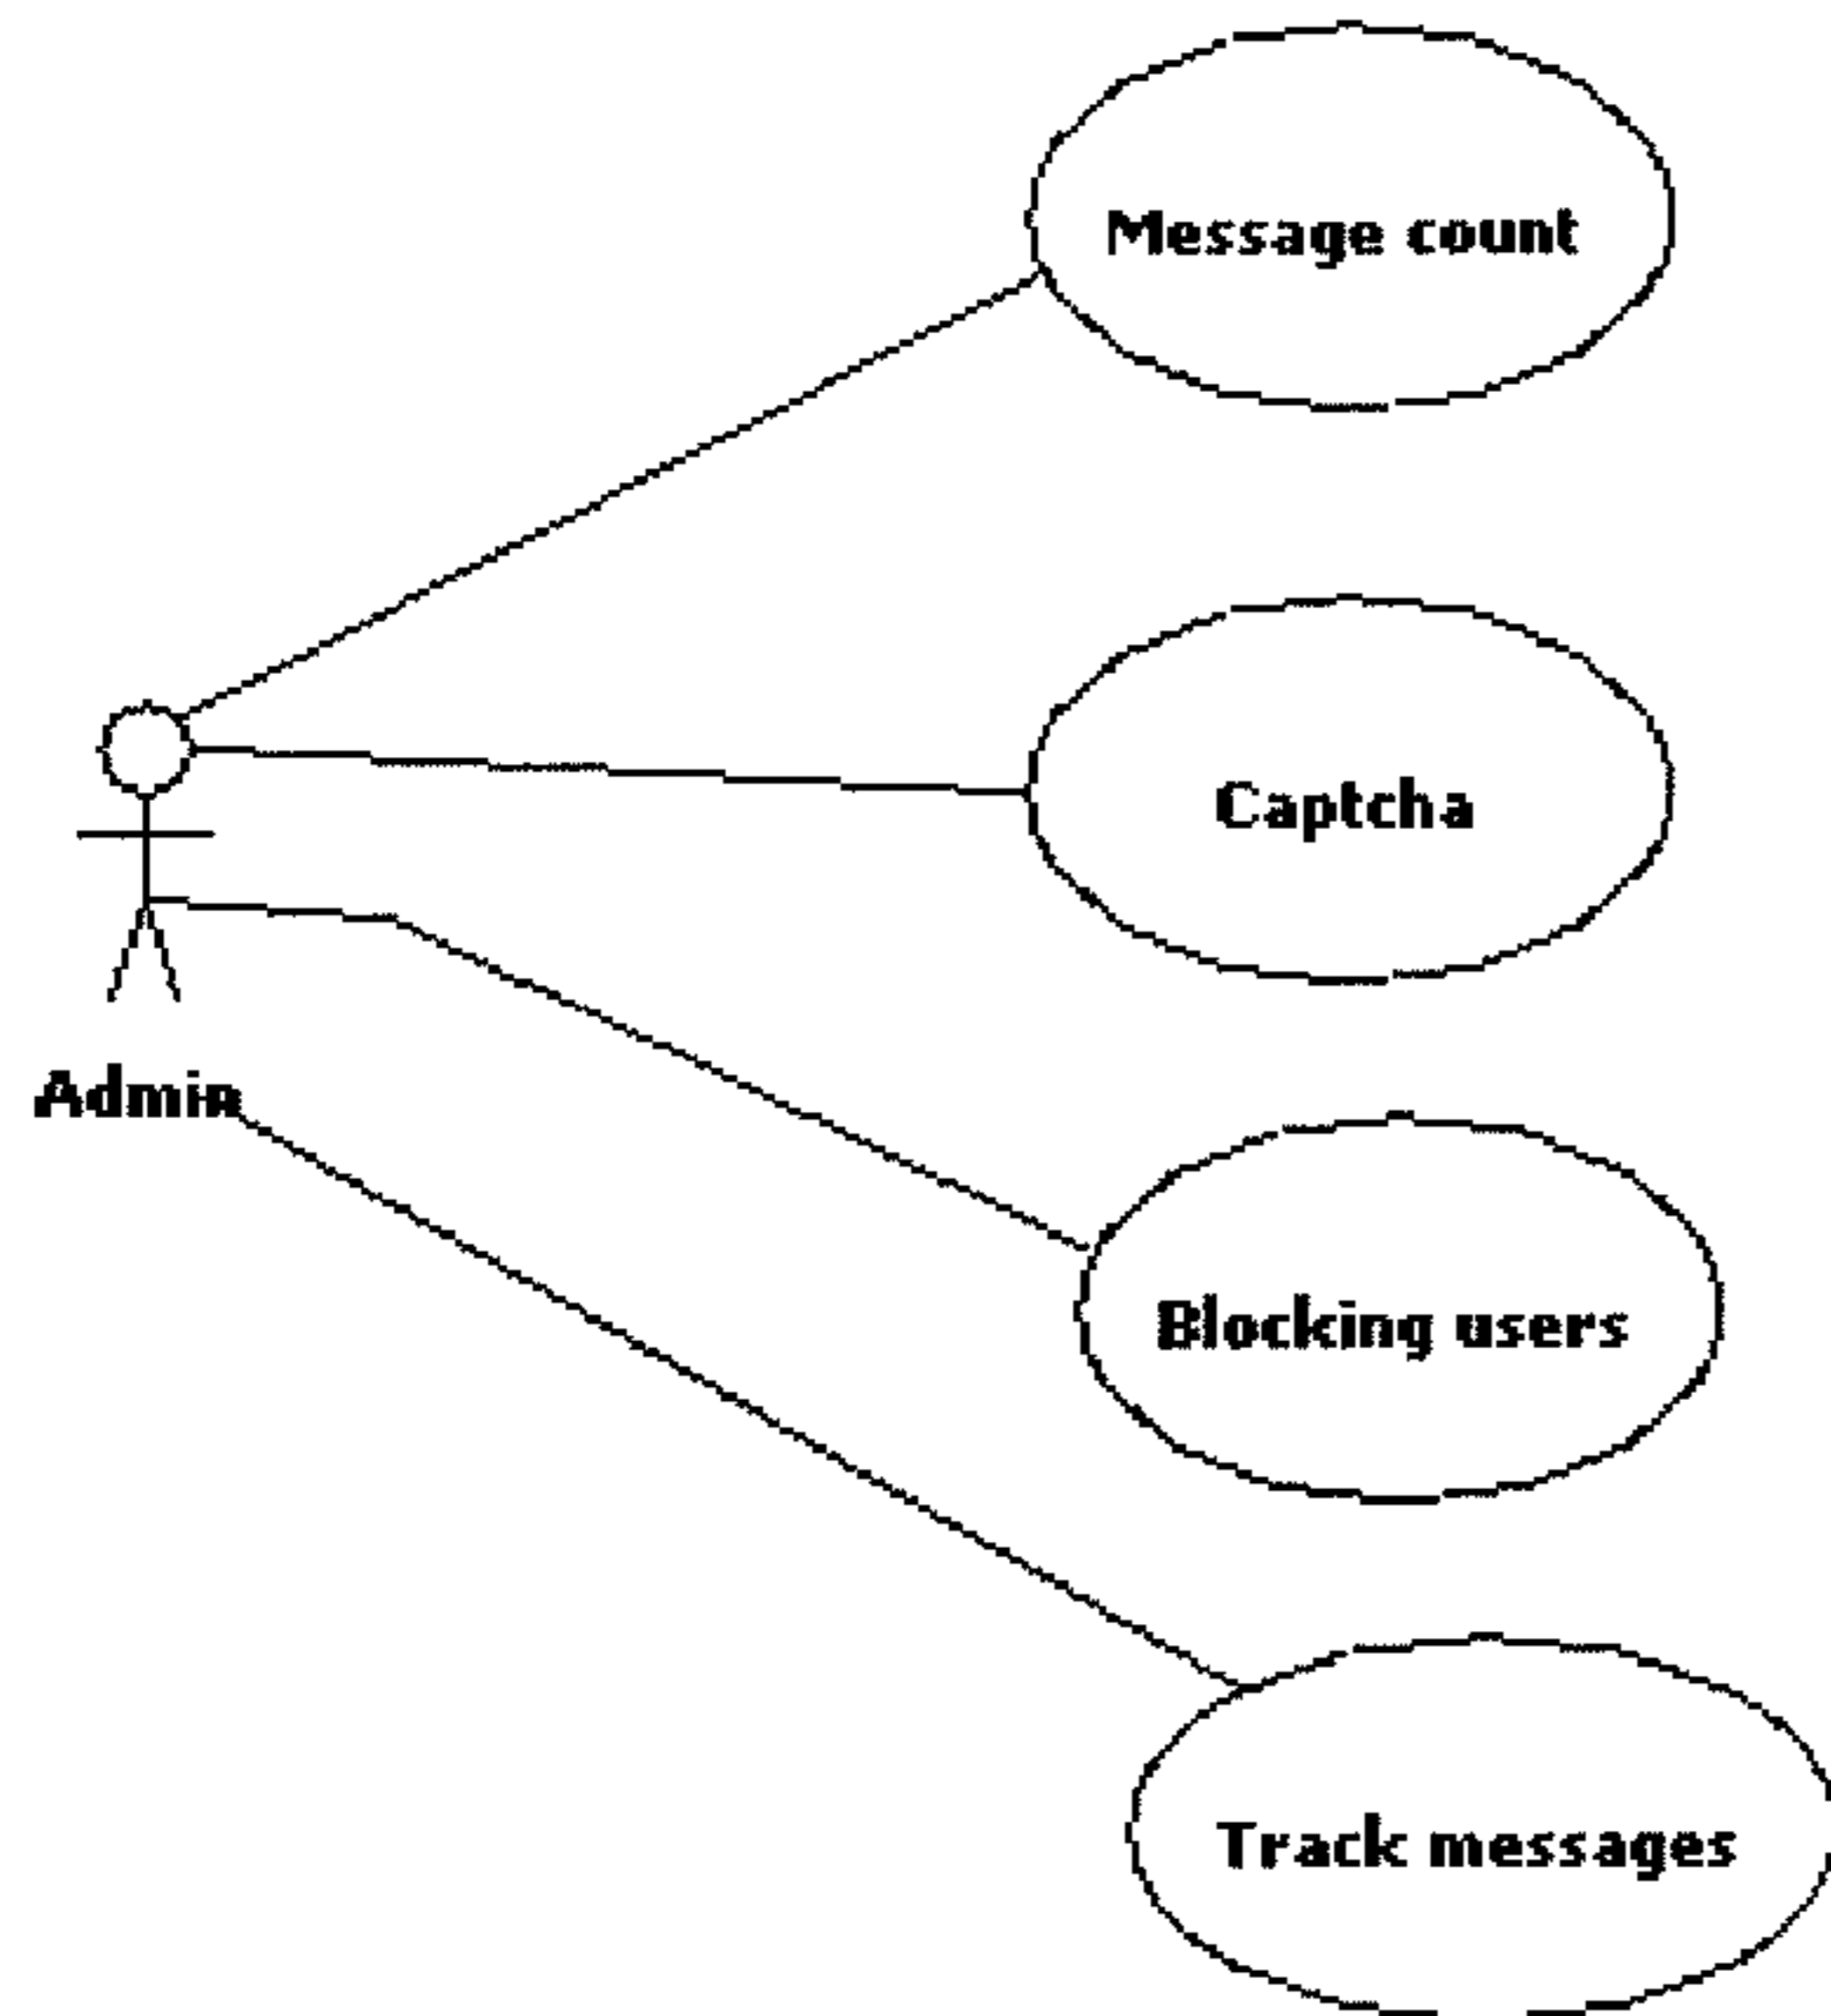 Message count
Captcha
Admin
Blocking users
Track messages